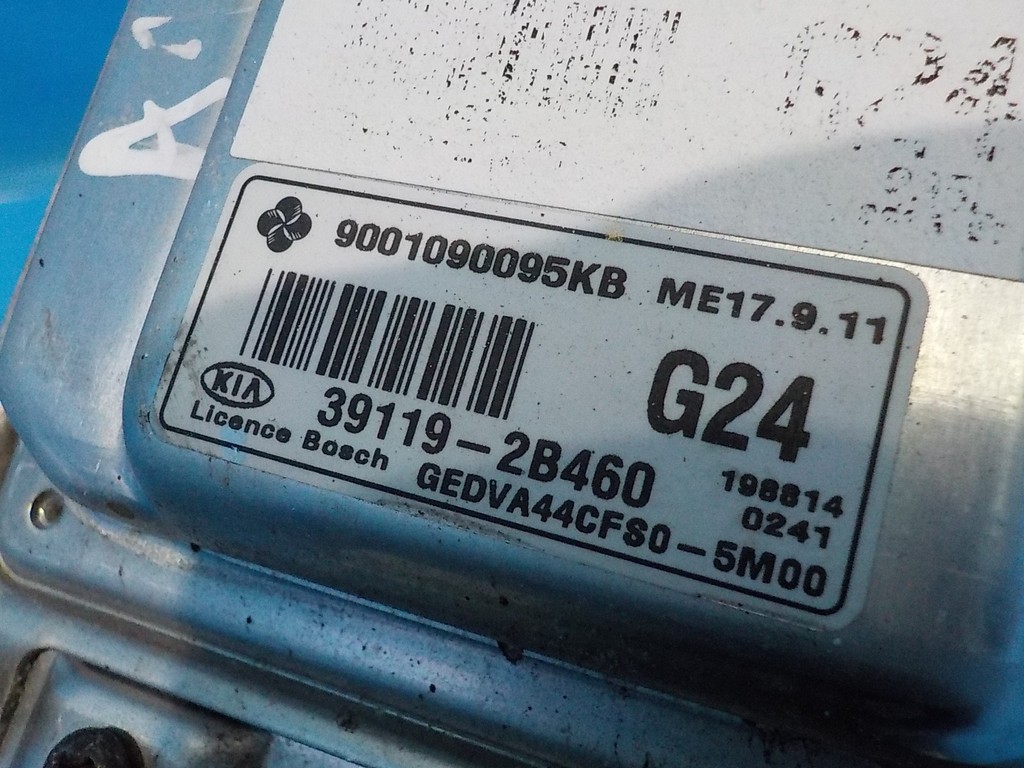 9001090095KB ME17.9.11
G24
KIA 39119-2B460
198814
Licence Bosch GEDVA44CFS0-5M00
0241